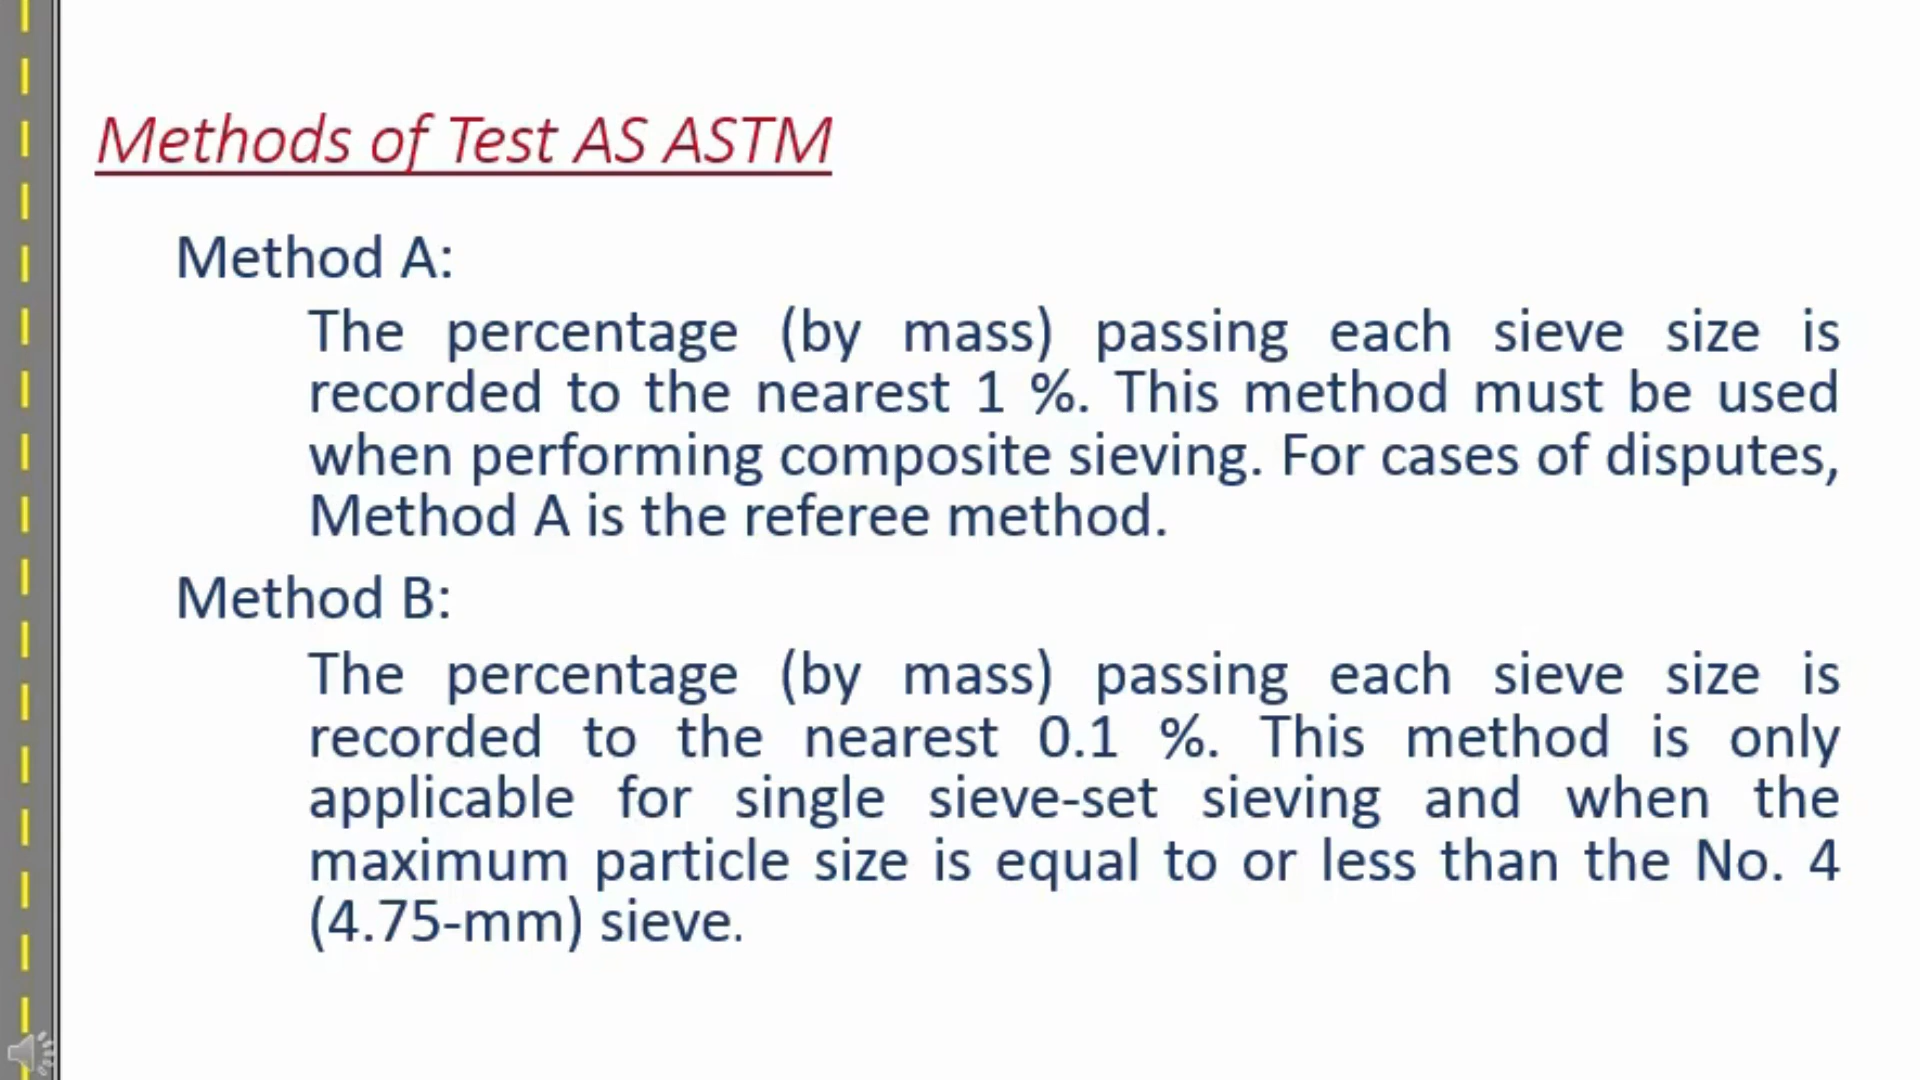 Methods of Test AS ASTM
Method A:
The percentage (by mass) passing each sieve size is
recorded to the nearest 1 %. This method must be used
when performing composite sieving. For cases of disputes,
Method A is the referee method.
Method B:
The percentage (by mass) passing each sieve size is
recorded to the nearest 0.1 %. This method is only
applicable for single sieve-set sieving and when the
maximum particle size is equal to or less than the No. 4
(4.75-mm) sieve.